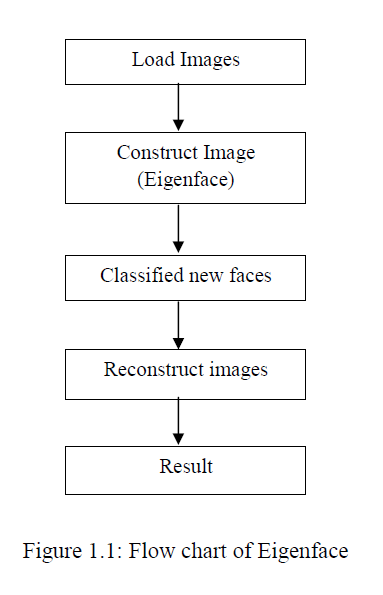 Load Images
Construct Image
(Eigenface)
Classified new faces
Reconstruct images
Result
Figure 1.1: Flow chart of Eigenface